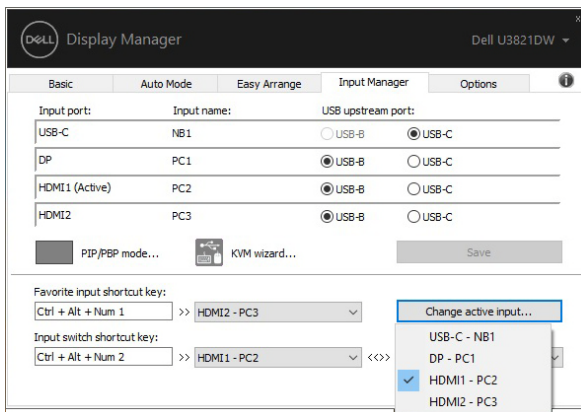 DELL Display Manager Dell U3821DW
Basic Auto Mode Easy Arrange Input Manager Options
Input port: Input name: USB upstream port:
USB-C NB1 USB-B USB-C
DP PC1 USB-B USB-C
HDMI1 (Active) PC2 USB-B USB-C
HDMI2 PC3 USB-B USB-C
PIP/PBP mode... KVM wizard... Save
Favorite input shortcut key:
Ctrl + Alt + Num 1 >> HDMI2 - PC3 Change active input...
Input switch shortcut key:
Ctrl + Alt + Num 2 >> HDMI1 - PC2 <<>>
USB-C - NB1
DP - PC1
HDMI1 - PC2
HDMI2 - PC3